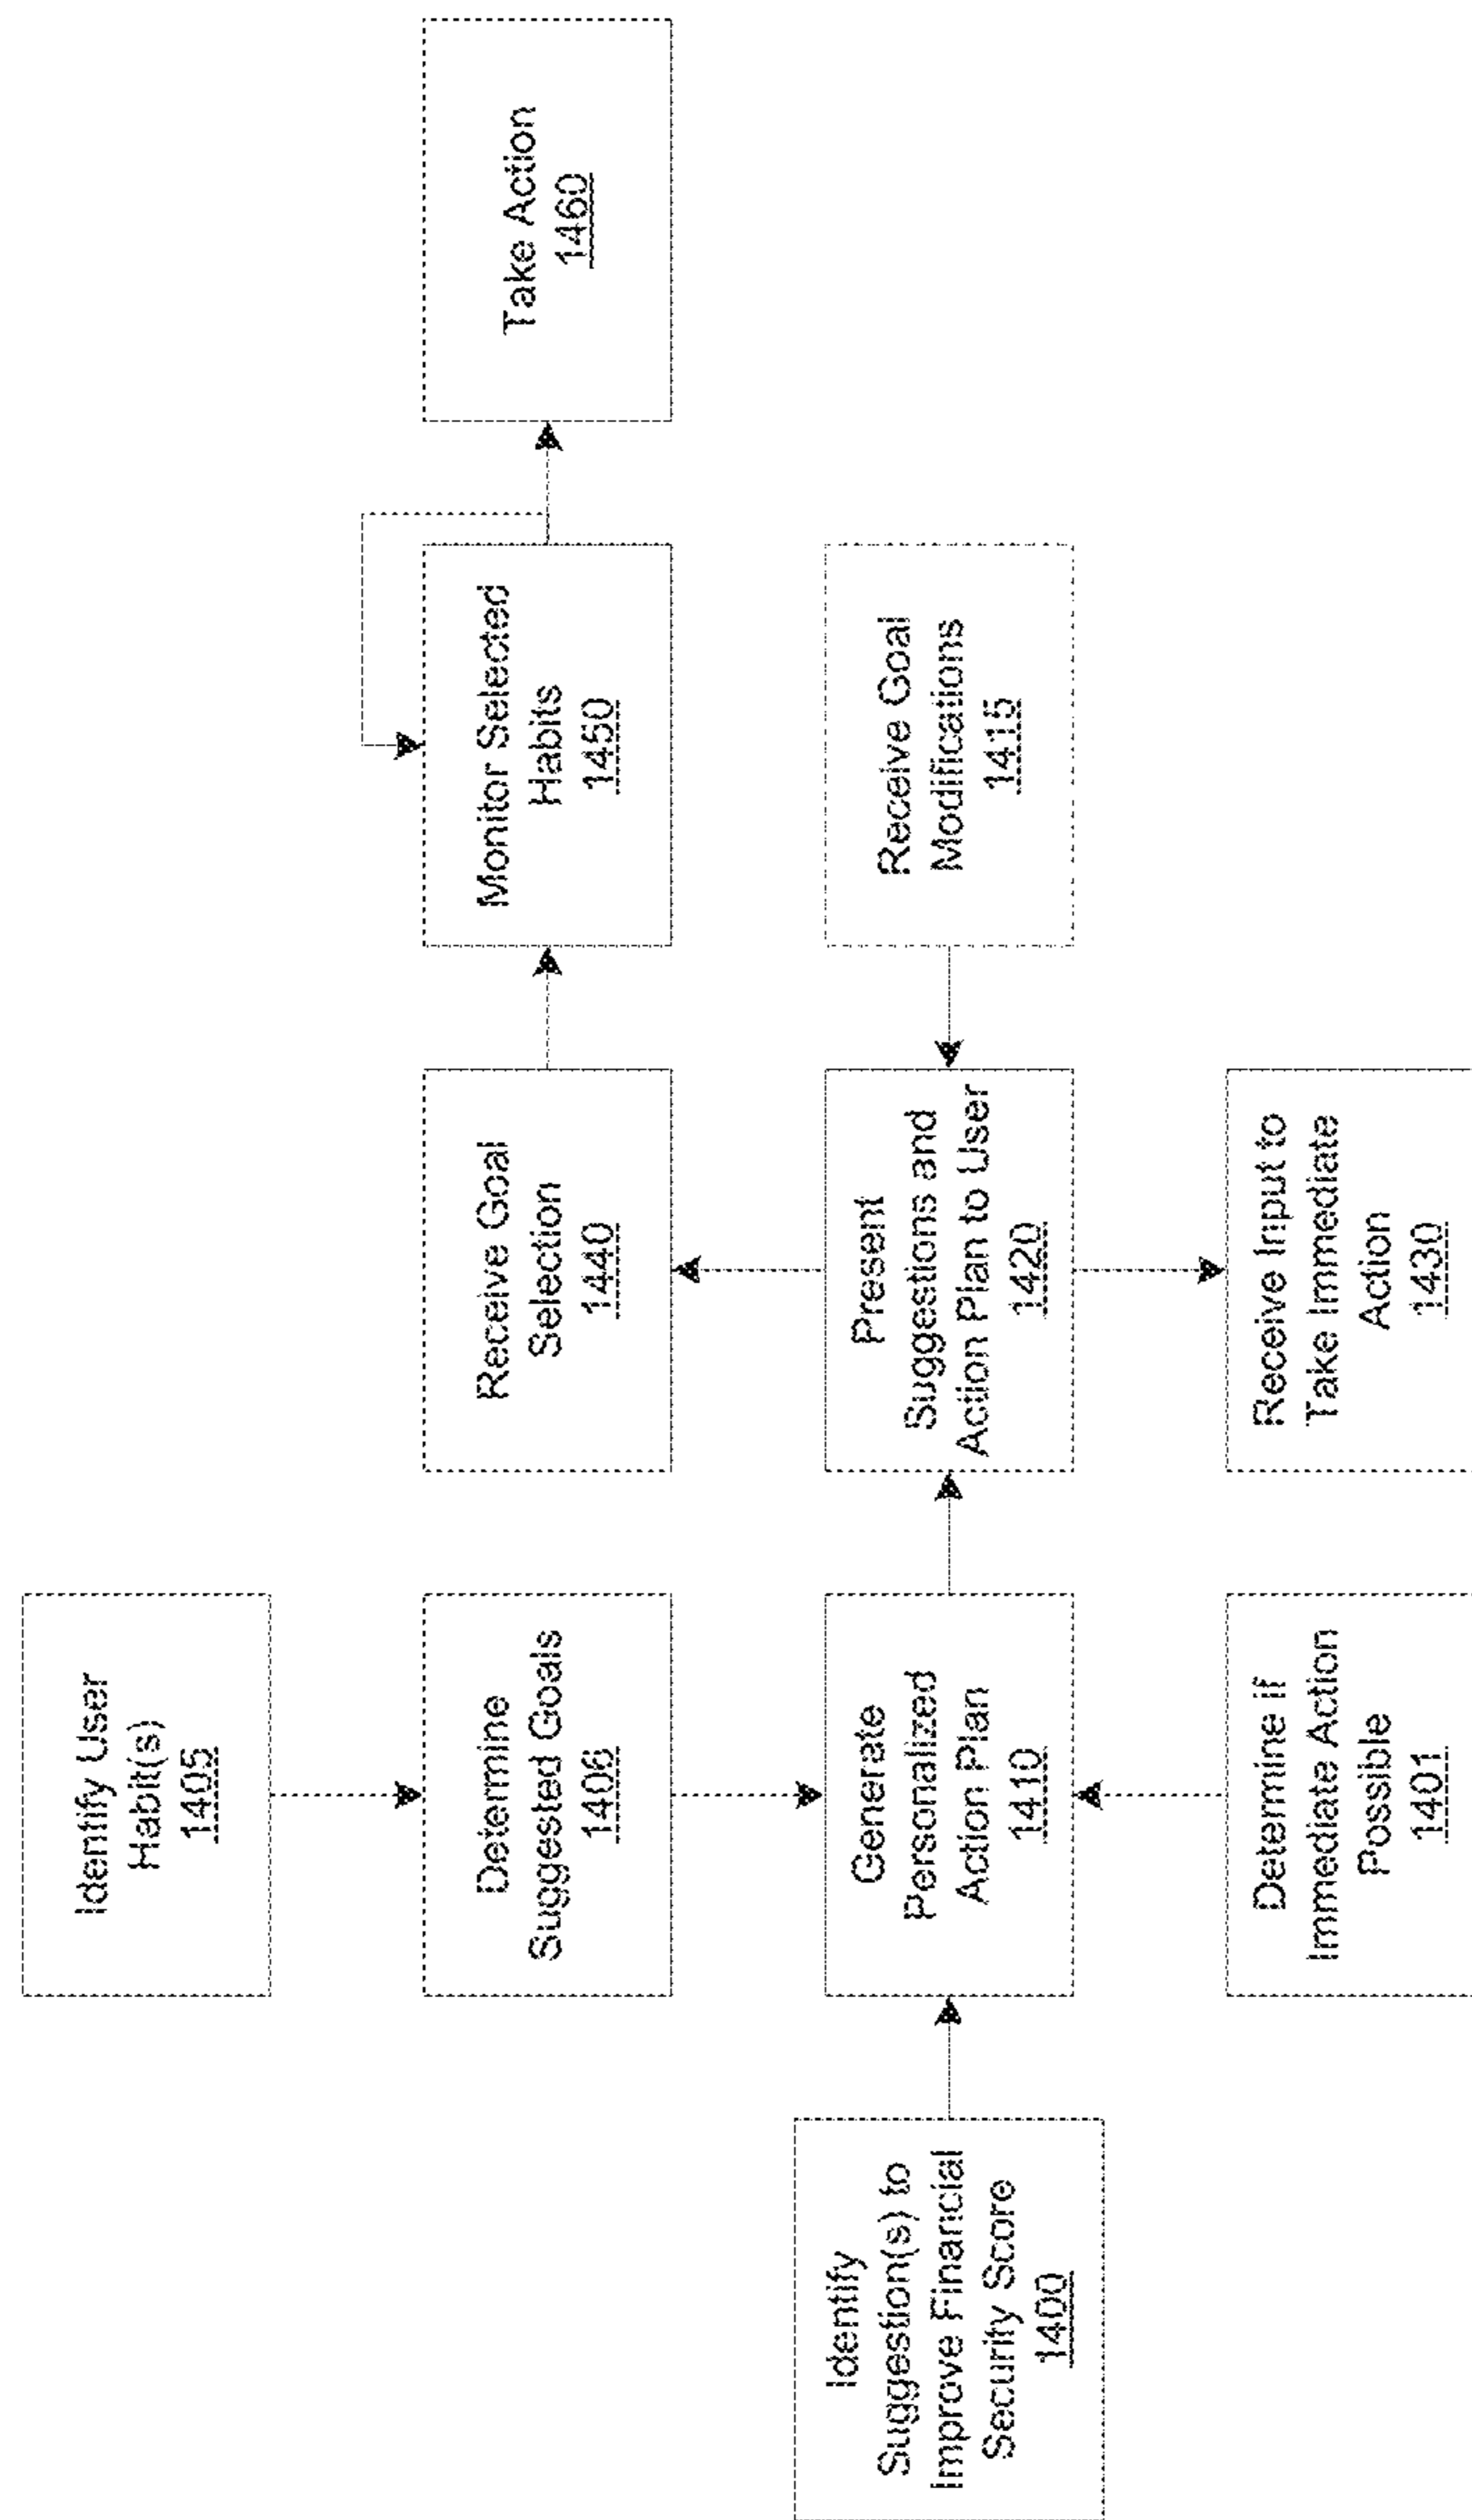 Identify User
Habit(s)
1405
Determine
Suggested Goals
1406
Receive Goal
Selection
1440
Monitor Selected
Habits
1450
Take Action
1460
Identify
Suggestion(s) to
Improve Financial
Security Score
1400
Generate
Personalized
Action Plan
1410
Present
Suggestions and
Action Plan to User
1420
Receive Goal
Modifications
1415
Determine if
Immediate Action
Possible
1401
Receive Input to
Take Immediate
Action
1430